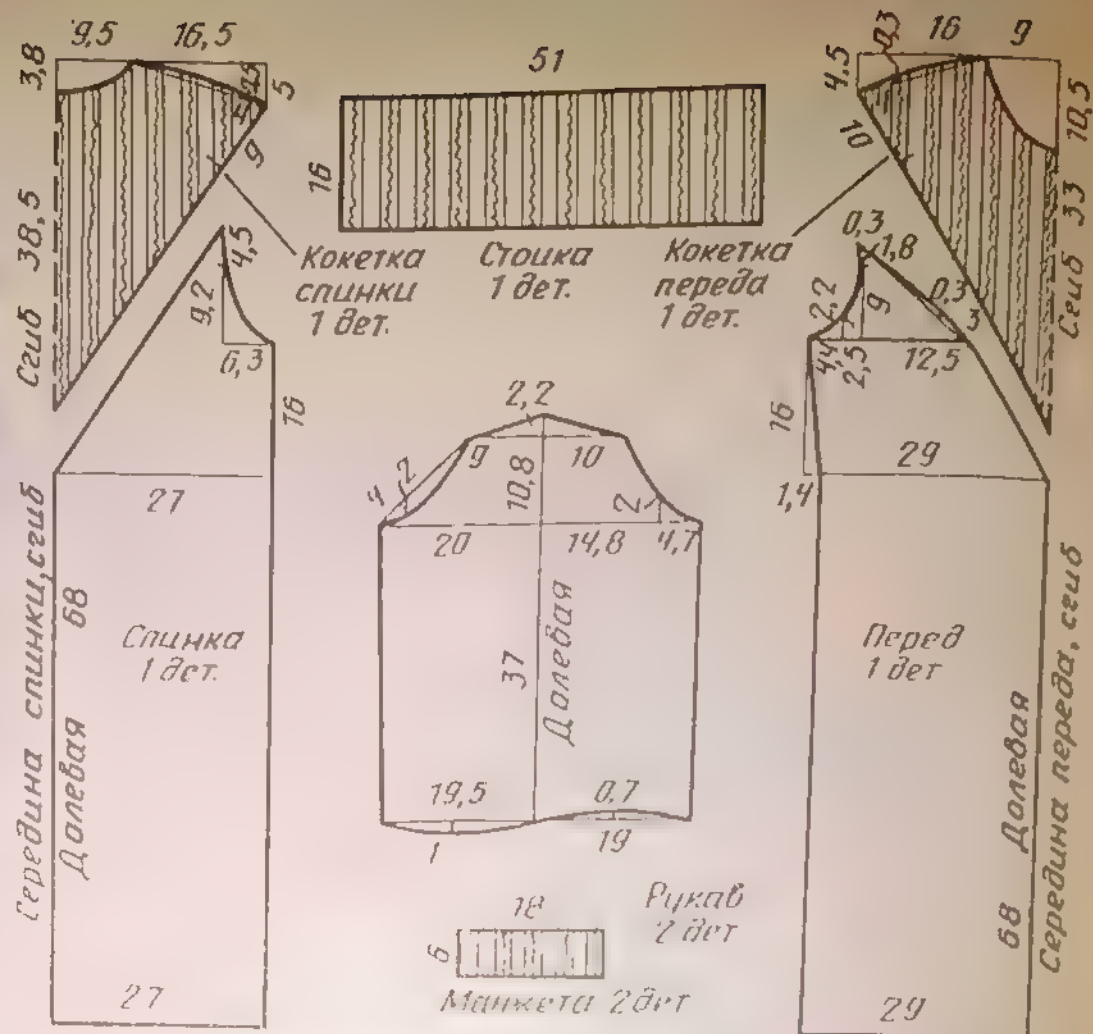 9,5
16,5
3,8
2,5
5
9
Сгиб 38,5
Кокетка
спинки
1 дет.
4,5
9,2
6,3
16
27
Середина спинки, сгиб
68
Долевая
Спинка
1 дет.
27
51
16
Стойка
1 дет.
2,2
9
10
4
2
10,8
2
20
14,8
4,7
37
Долевая
19,5
0,7
1
19
Рукав
2 дет
18
6
Манжета 2 дет
0,3
16
9
4,5
10
10,5
Сгиб 33
Кокетка
переда
1 дет.
0,3
1,8
2,2
9
0,3
3
4,4
2,5
12,5
16
29
1,4
Перед
1 дет
68 Долевая
Середина переда, сгиб
29